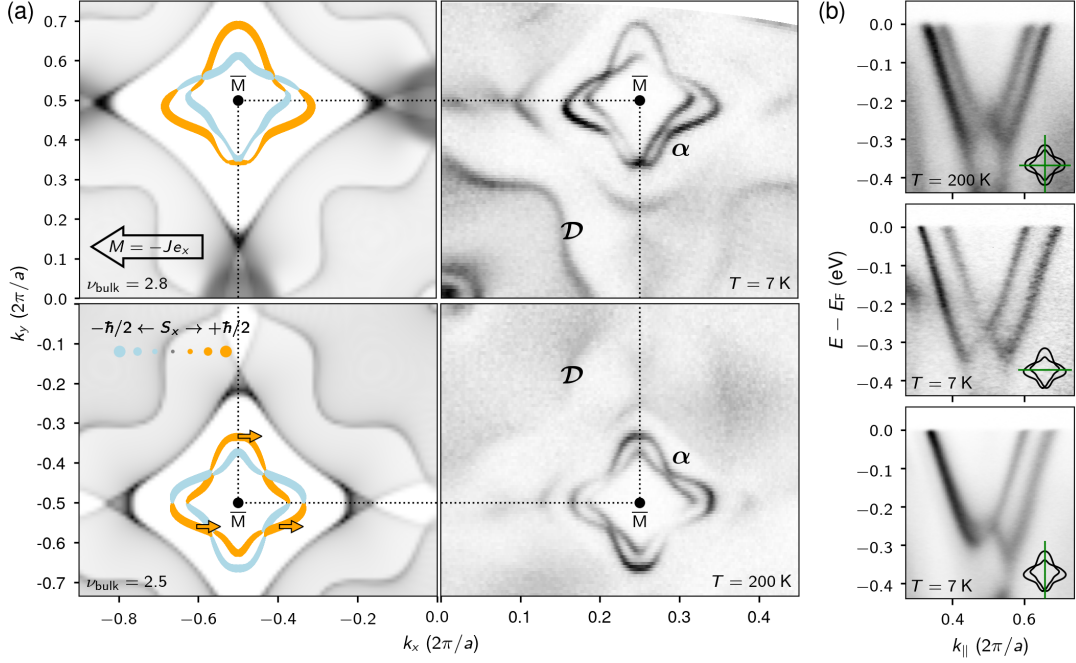 (a)
(b)
0.7
0.6
0.5
0.4
0.3
0.2
0.1
0.0
M̅
M = −Je_x
ν_bulk = 2.8
M̅
α
𝒟
T = 7 K
k_y (2π/a)
-0.1
-0.2
-0.3
-0.4
-0.5
-0.6
-0.7
−ħ/2 ← S_x → +ħ/2
M̅
ν_bulk = 2.5
𝒟
α
M̅
T = 200 K
−0.8
−0.6
−0.4
−0.2
0.0
0.1
0.2
0.3
0.4
k_x (2π/a)
0.0
−0.1
−0.2
−0.3
−0.4
T = 200 K
E − E_F (eV)
0.0
−0.1
−0.2
−0.3
−0.4
T = 7 K
0.0
−0.1
−0.2
−0.3
−0.4
T = 7 K
0.4
0.6
k_∥ (2π/a)